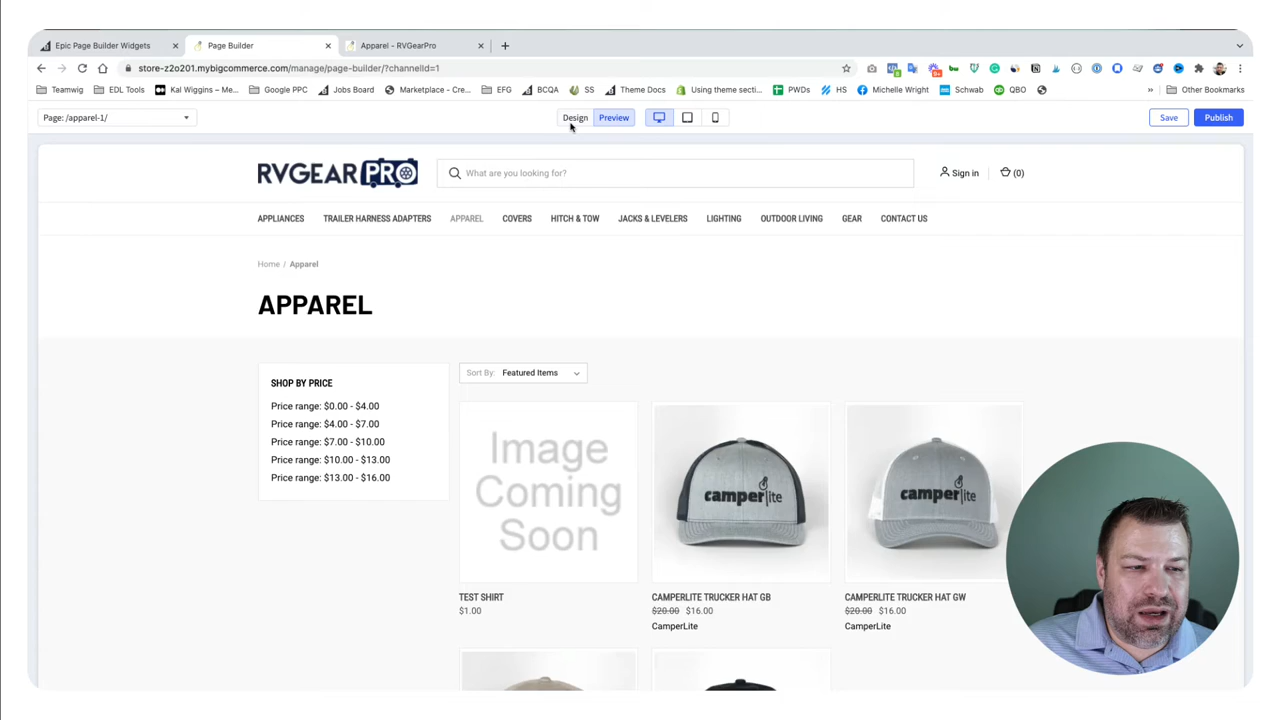 Epic Page Builder Widgets
Page Builder
Apparel - RVGearPro
store-z2o201.mybigcommerce.com/manage/page-builder/?channelId=1
Teamwig
EDL Tools
Kal Wiggins – Me...
Google PPC
Jobs Board
Marketplace - Cre...
EFG
BCQA
SS
Theme Docs
Using theme secti...
PWDs
HS
Michelle Wright
Schwab
QBO
Other Bookmarks
Page: /apparel-1/
Design
Preview
Save
Publish
RVGEARPRO
What are you looking for?
Sign in
(0)
APPLIANCES
TRAILER HARNESS ADAPTERS
APPAREL
COVERS
HITCH & TOW
JACKS & LEVELERS
LIGHTING
OUTDOOR LIVING
GEAR
CONTACT US
Home / Apparel
APPAREL
SHOP BY PRICE
Price range: $0.00 - $4.00
Price range: $4.00 - $7.00
Price range: $7.00 - $10.00
Price range: $10.00 - $13.00
Price range: $13.00 - $16.00
Sort By: Featured Items
Image
Coming
Soon
camperlite
camperlite
TEST SHIRT
$1.00
CAMPERLITE TRUCKER HAT GB
$20.00 $16.00
CamperLite
CAMPERLITE TRUCKER HAT GW
$20.00 $16.00
CamperLite